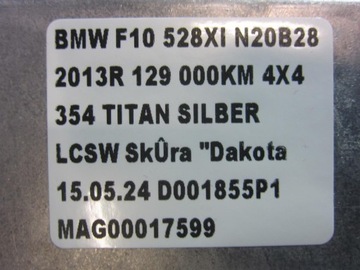 BMW F10 528XI N20B28
2013R 129 000KM 4X4
354 TITAN SILBER
LCSW SkÛra "Dakota
15.05.24 D001855P1
MAG00017599